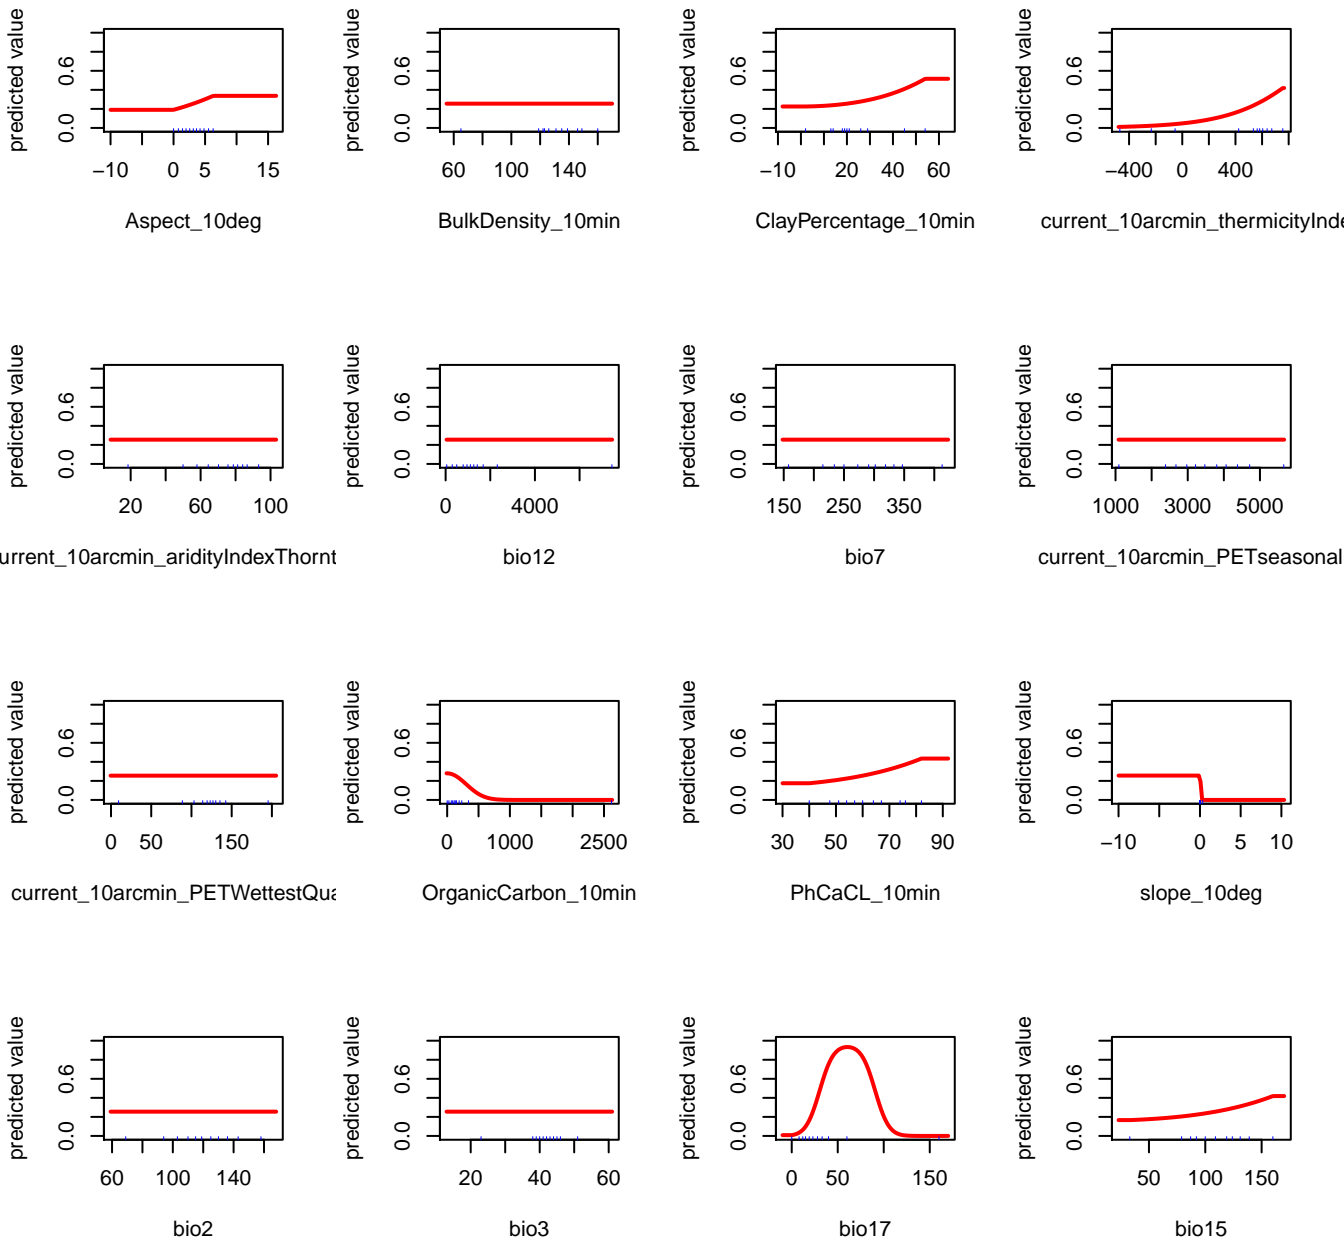 predicted value
0.0 0.6
−10 0 5 15
Aspect_10deg
predicted value
0.0 0.6
60 100 140
BulkDensity_10min
predicted value
0.0 0.6
−10 20 40 60
ClayPercentage_10min
predicted value
0.0 0.6
−400 0 400
current_10arcmin_thermicityInde
predicted value
0.0 0.6
20 60 100
urrent_10arcmin_aridityIndexThornt
predicted value
0.0 0.6
0 4000
bio12
predicted value
0.0 0.6
150 250 350
bio7
predicted value
0.0 0.6
1000 3000 5000
current_10arcmin_PETseasonal
predicted value
0.0 0.6
0 50 150
current_10arcmin_PETWettestQua
predicted value
0.0 0.6
0 1000 2500
OrganicCarbon_10min
predicted value
0.0 0.6
30 50 70 90
PhCaCL_10min
predicted value
0.0 0.6
−10 0 5 10
slope_10deg
predicted value
0.0 0.6
60 100 140
bio2
predicted value
0.0 0.6
20 40 60
bio3
predicted value
0.0 0.6
0 50 150
bio17
predicted value
0.0 0.6
50 100 150
bio15